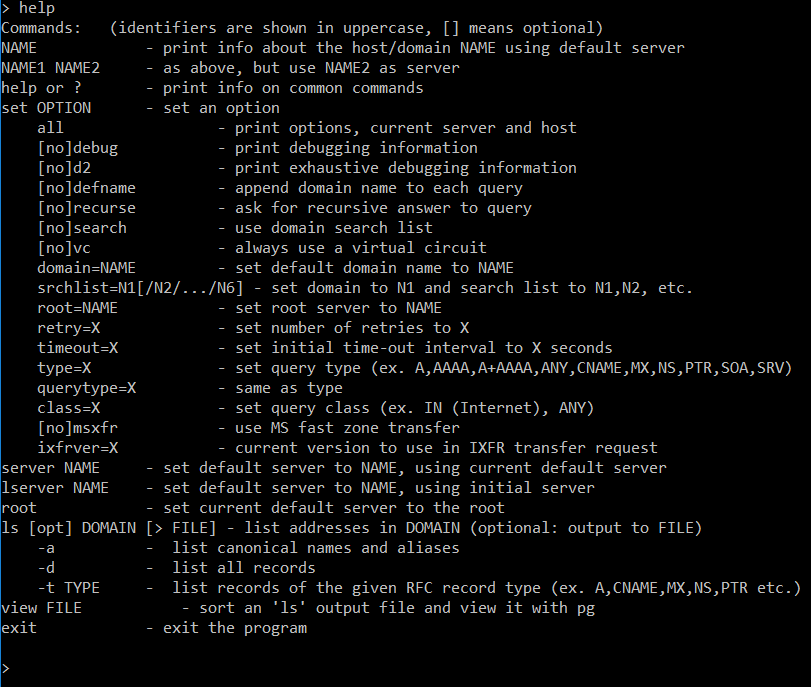 > help
Commands:   (identifiers are shown in uppercase, [] means optional)
NAME            - print info about the host/domain NAME using default server
NAME1 NAME2     - as above, but use NAME2 as server
help or ?       - print info on common commands
set OPTION      - set an option
    all                 - print options, current server and host
    [no]debug           - print debugging information
    [no]d2              - print exhaustive debugging information
    [no]defname         - append domain name to each query
    [no]recurse         - ask for recursive answer to query
    [no]search          - use domain search list
    [no]vc              - always use a virtual circuit
    domain=NAME         - set default domain name to NAME
    srchlist=N1[/N2/.../N6] - set domain to N1 and search list to N1,N2, etc.
    root=NAME           - set root server to NAME
    retry=X             - set number of retries to X
    timeout=X           - set initial time-out interval to X seconds
    type=X              - set query type (ex. A,AAAA,A+AAAA,ANY,CNAME,MX,NS,PTR,SOA,SRV)
    querytype=X         - same as type
    class=X             - set query class (ex. IN (Internet), ANY)
    [no]msxfr           - use MS fast zone transfer
    ixfrver=X           - current version to use in IXFR transfer request
server NAME     - set default server to NAME, using current default server
lserver NAME    - set default server to NAME, using initial server
root            - set current default server to the root
ls [opt] DOMAIN [> FILE] - list addresses in DOMAIN (optional: output to FILE)
    -a          -  list canonical names and aliases
    -d          -  list all records
    -t TYPE     -  list records of the given RFC record type (ex. A,CNAME,MX,NS,PTR etc.)
view FILE           - sort an 'ls' output file and view it with pg
exit            - exit the program
>